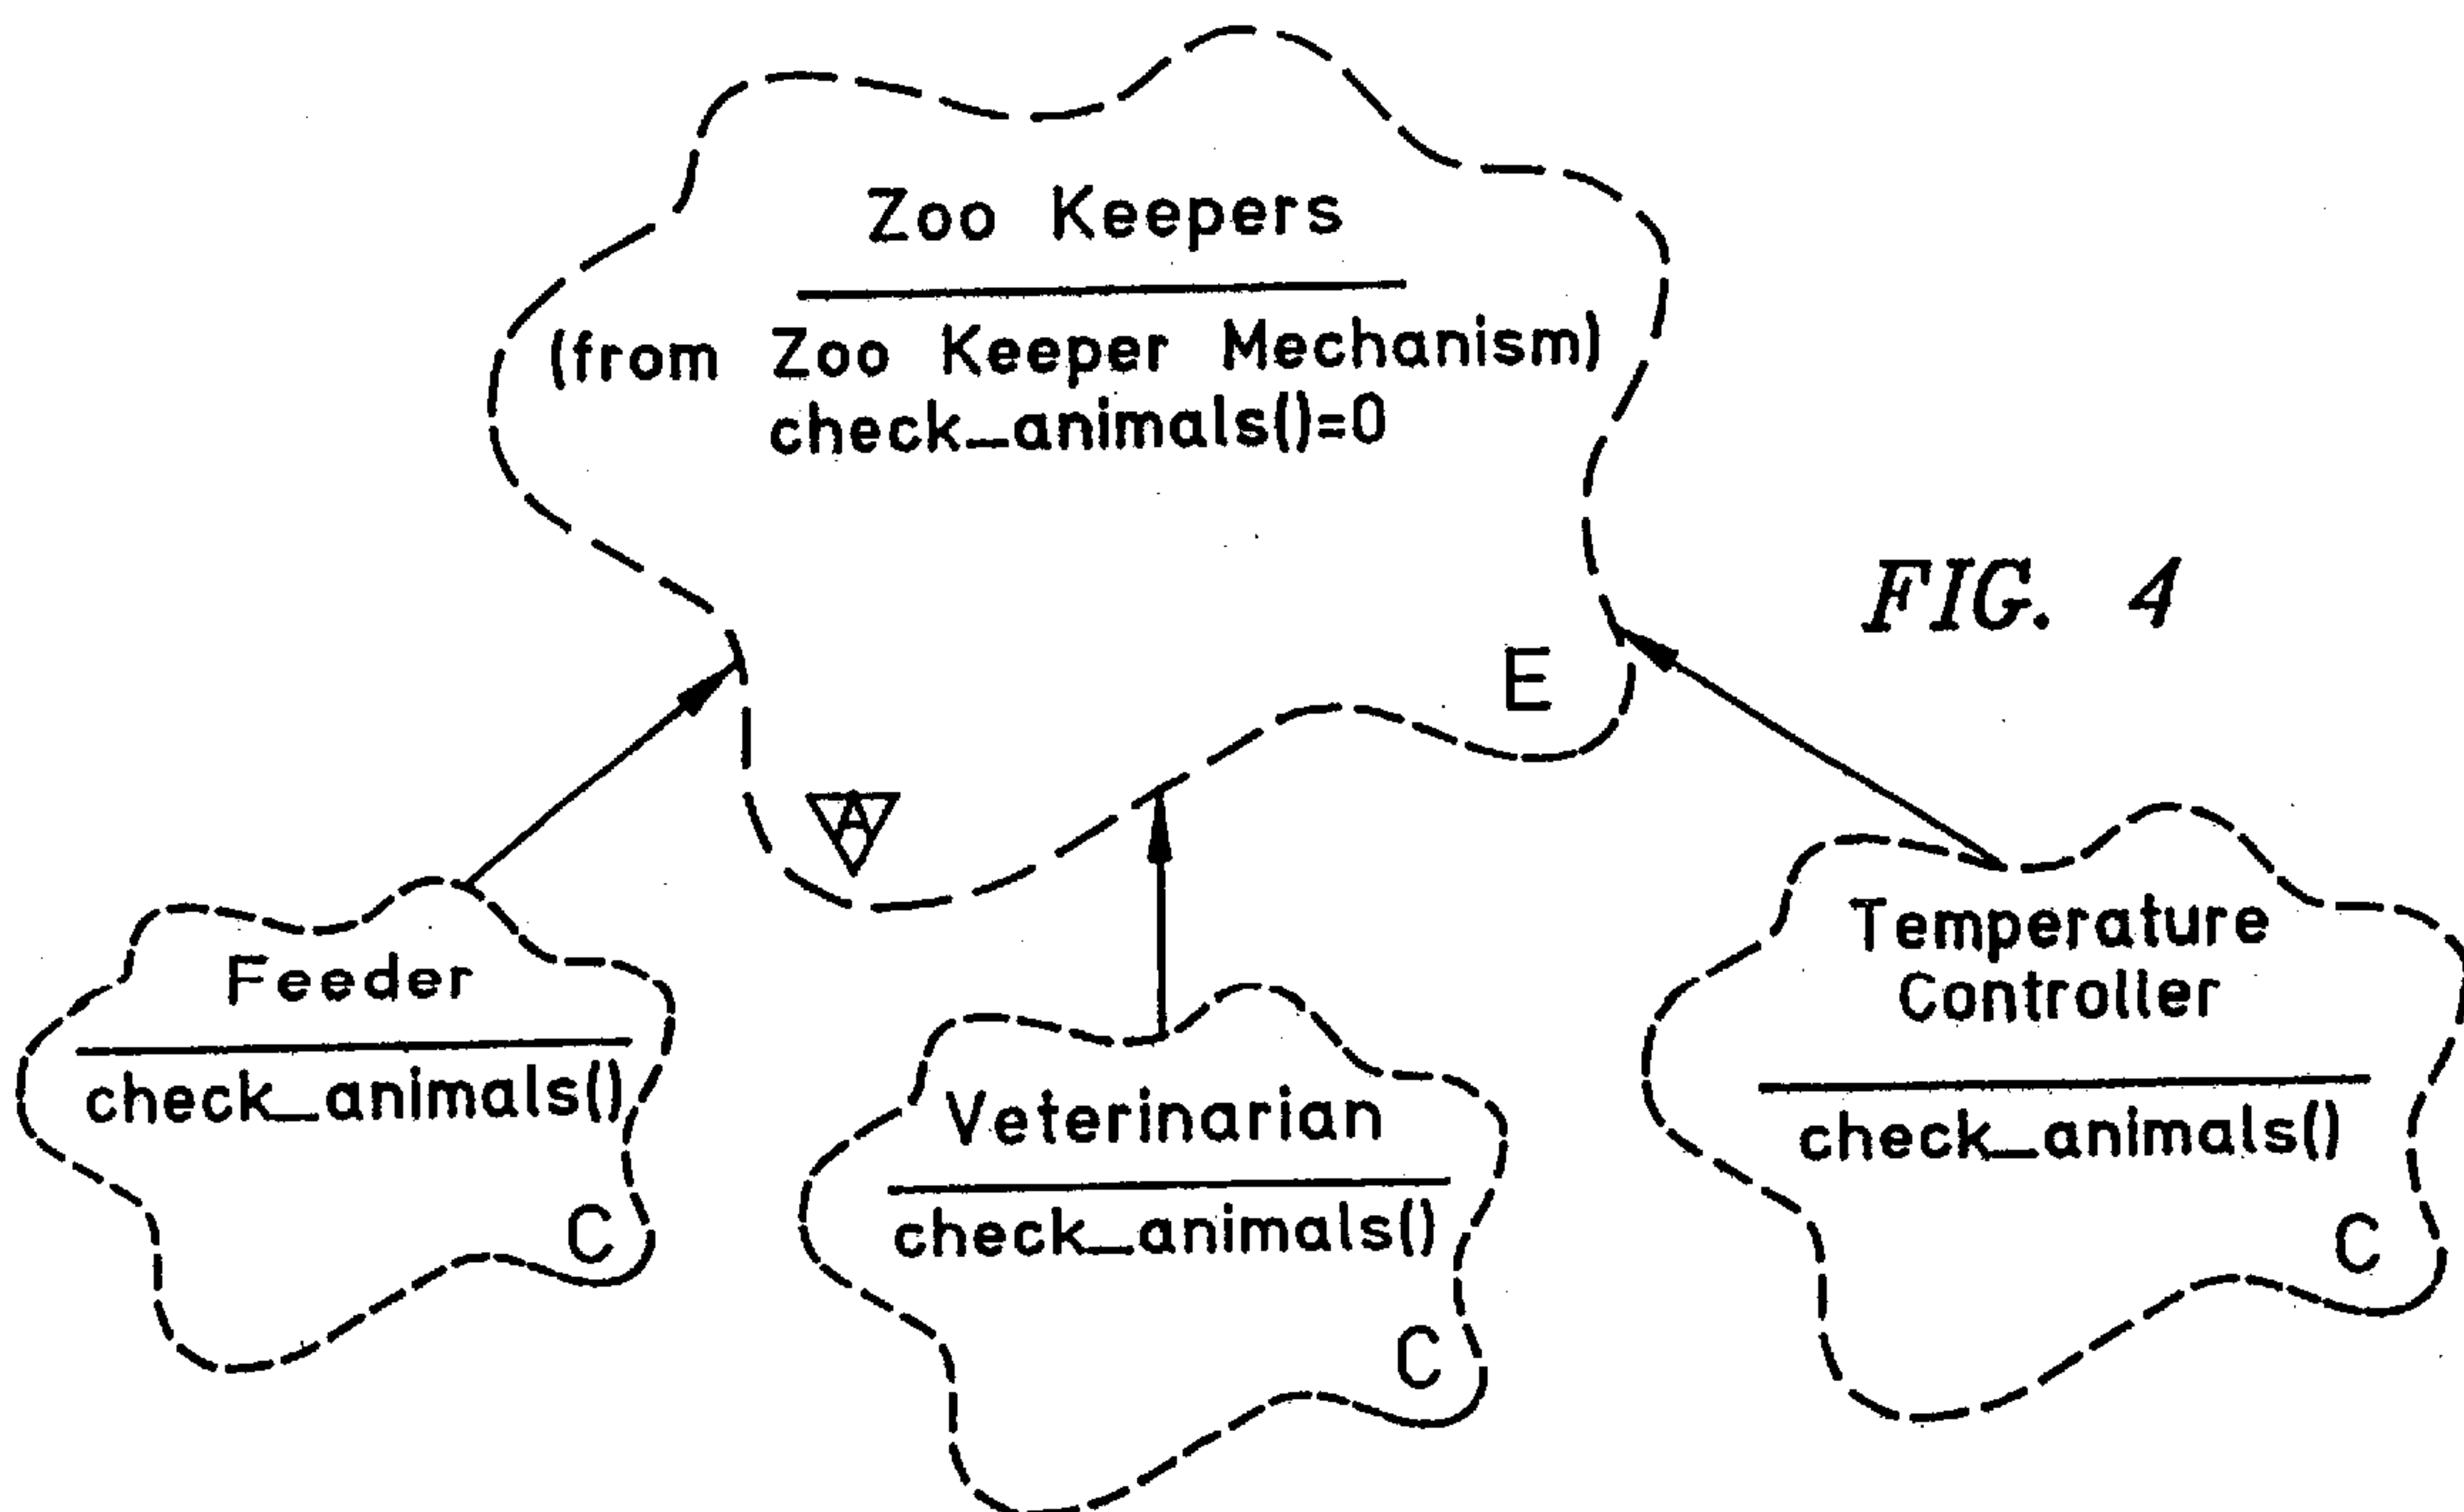 Zoo Keepers
(from Zoo Keeper Mechanism)
check_animals()=0
E
A
FIG. 4
Feeder
check_animals()
C
Veterinarian
check_animals()
C
Temperature
Controller
check_animals()
C